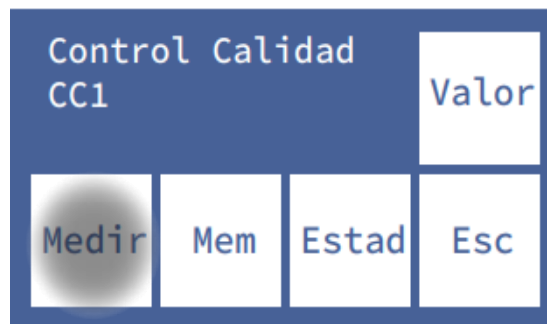 Control Calidad
CC1
Valor
Medir Mem Estad Esc